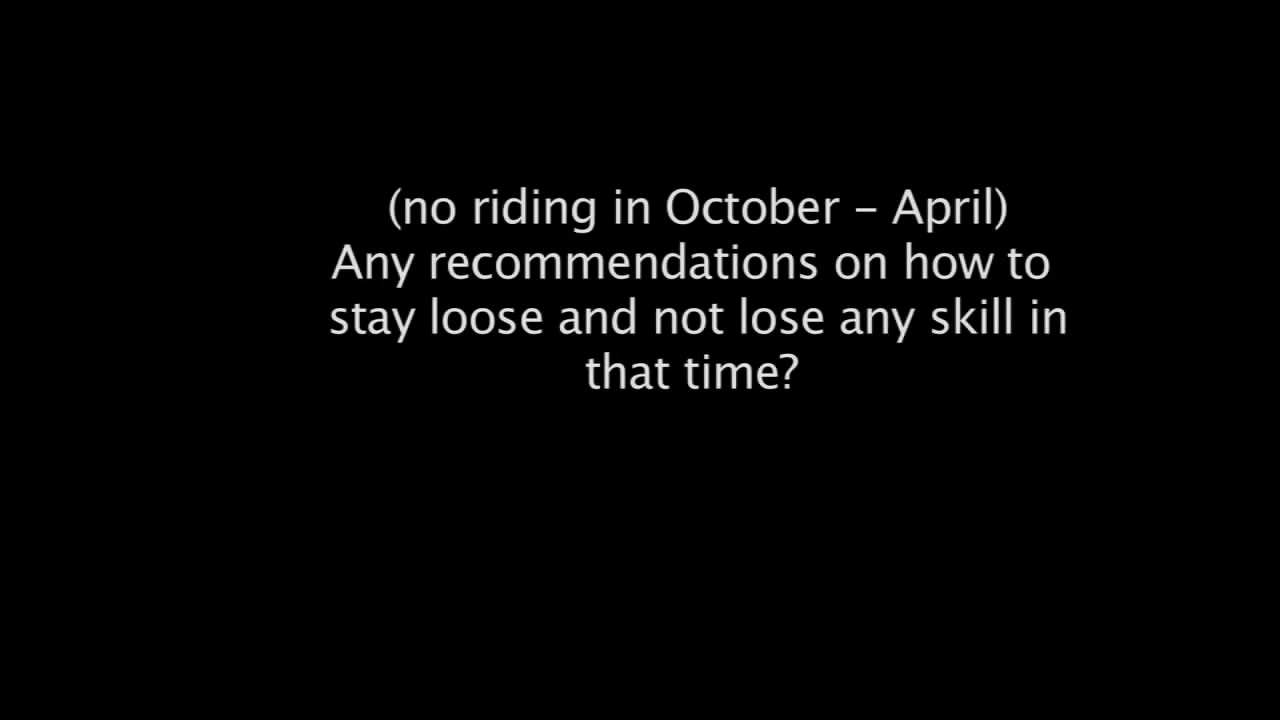 (no riding in October – April)
Any recommendations on how to
stay loose and not lose any skill in
that time?